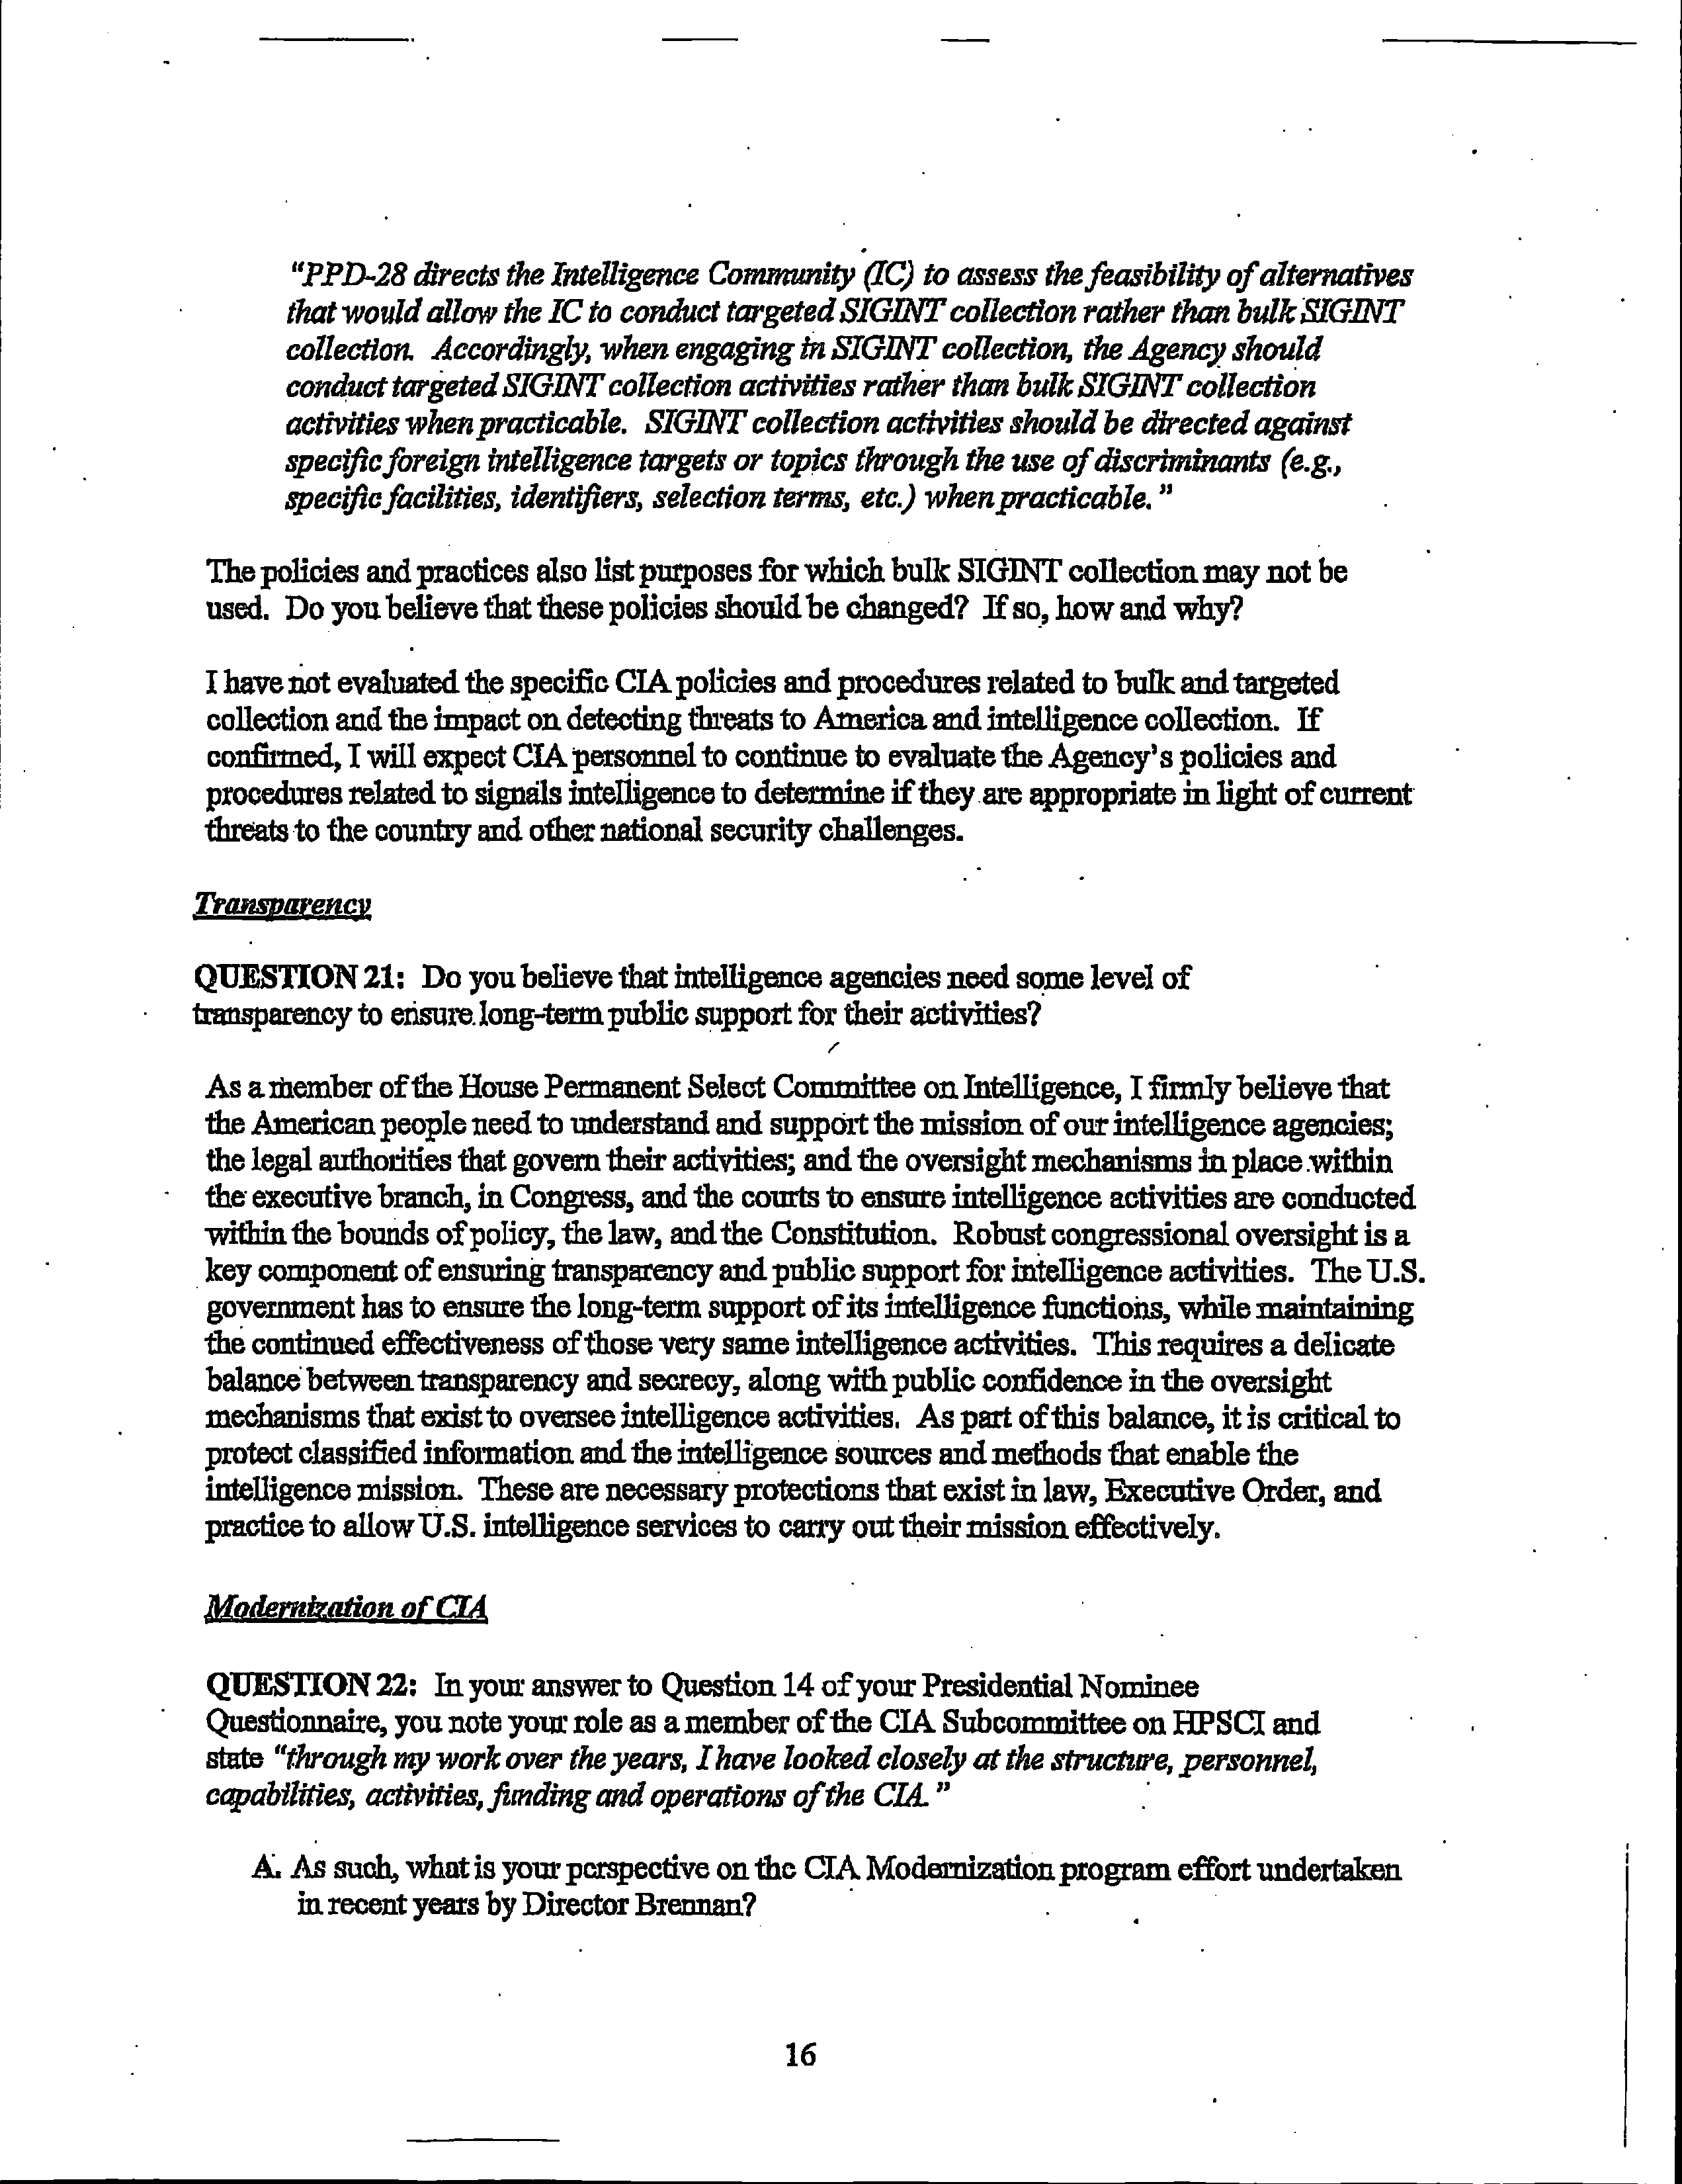 "PPD-28 directs the Intelligence Community (IC) to assess the feasibility of alternatives
that would allow the IC to conduct targeted SIGINT collection rather than bulk SIGINT
collection. Accordingly, when engaging in SIGINT collection, the Agency should
conduct targeted SIGINT collection activities rather than bulk SIGINT collection
activities when practicable. SIGINT collection activities should be directed against
specific foreign intelligence targets or topics through the use of discriminants (e.g.,
specific facilities, identifiers, selection terms, etc.) when practicable."
The policies and practices also list purposes for which bulk SIGINT collection may not be
used. Do you believe that these policies should be changed? If so, how and why?
I have not evaluated the specific CIA policies and procedures related to bulk and targeted
collection and the impact on detecting threats to America and intelligence collection. If
confirmed, I will expect CIA personnel to continue to evaluate the Agency's policies and
procedures related to signals intelligence to determine if they are appropriate in light of current
threats to the country and other national security challenges.
Transparency
QUESTION 21: Do you believe that intelligence agencies need some level of
transparency to ensure long-term public support for their activities?
As a member of the House Permanent Select Committee on Intelligence, I firmly believe that
the American people need to understand and support the mission of our intelligence agencies;
the legal authorities that govern their activities; and the oversight mechanisms in place within
the executive branch, in Congress, and the courts to ensure intelligence activities are conducted
within the bounds of policy, the law, and the Constitution. Robust congressional oversight is a
key component of ensuring transparency and public support for intelligence activities. The U.S.
government has to ensure the long-term support of its intelligence functions, while maintaining
the continued effectiveness of those very same intelligence activities. This requires a delicate
balance between transparency and secrecy, along with public confidence in the oversight
mechanisms that exist to oversee intelligence activities. As part of this balance, it is critical to
protect classified information and the intelligence sources and methods that enable the
intelligence mission. These are necessary protections that exist in law, Executive Order, and
practice to allow U.S. intelligence services to carry out their mission effectively.
Modernization of CIA
QUESTION 22: In your answer to Question 14 of your Presidential Nominee
Questionnaire, you note your role as a member of the CIA Subcommittee on HPSCI and
state "through my work over the years, I have looked closely at the structure, personnel,
capabilities, activities, funding and operations of the CIA."
A. As such, what is your perspective on the CIA Modernization program effort undertaken
in recent years by Director Brennan?
16